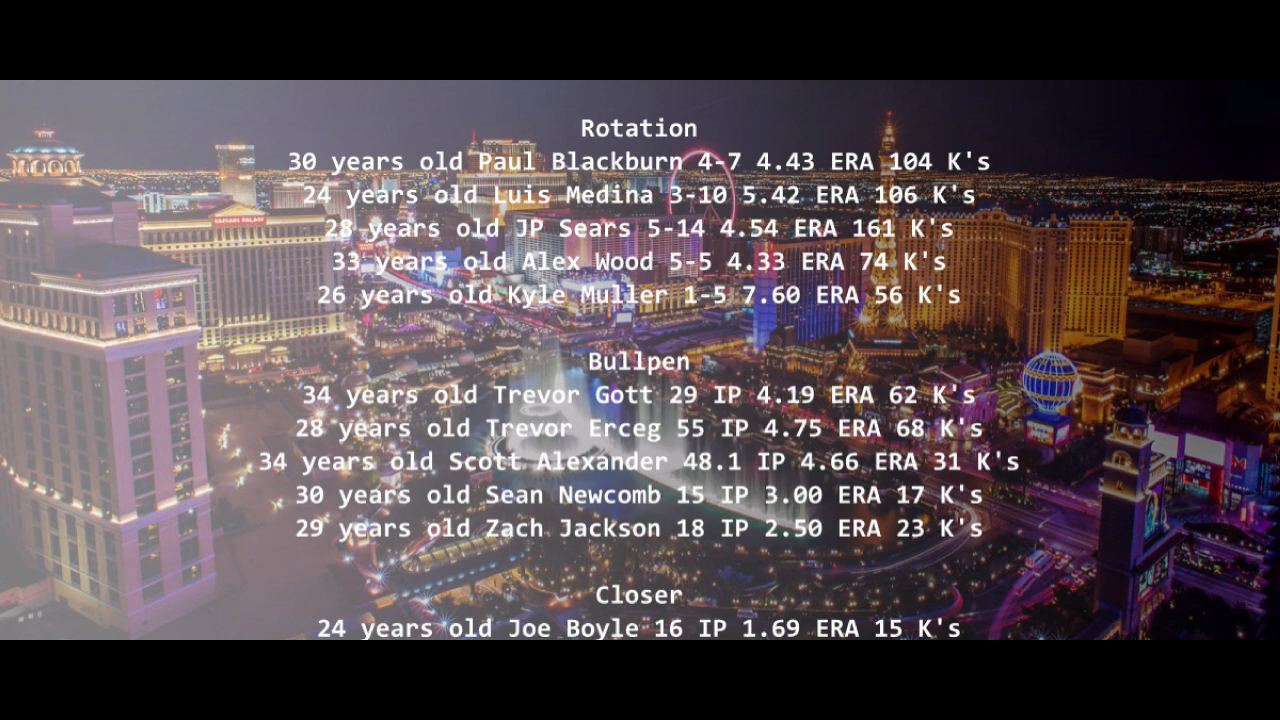 Rotation
30 years old Paul Blackburn 4-7 4.43 ERA 104 K's
24 years old Luis Medina 3-10 5.42 ERA 106 K's
28 years old JP Sears 5-14 4.54 ERA 161 K's
33 years old Alex Wood 5-5 4.33 ERA 74 K's
26 years old Kyle Muller 1-5 7.60 ERA 56 K's
Bullpen
34 years old Trevor Gott 29 IP 4.19 ERA 62 K's
28 years old Trevor Erceg 55 IP 4.75 ERA 68 K's
34 years old Scott Alexander 48.1 IP 4.66 ERA 31 K's
30 years old Sean Newcomb 15 IP 3.00 ERA 17 K's
29 years old Zach Jackson 18 IP 2.50 ERA 23 K's
Closer
24 years old Joe Boyle 16 IP 1.69 ERA 15 K's
CAESARS PALACE